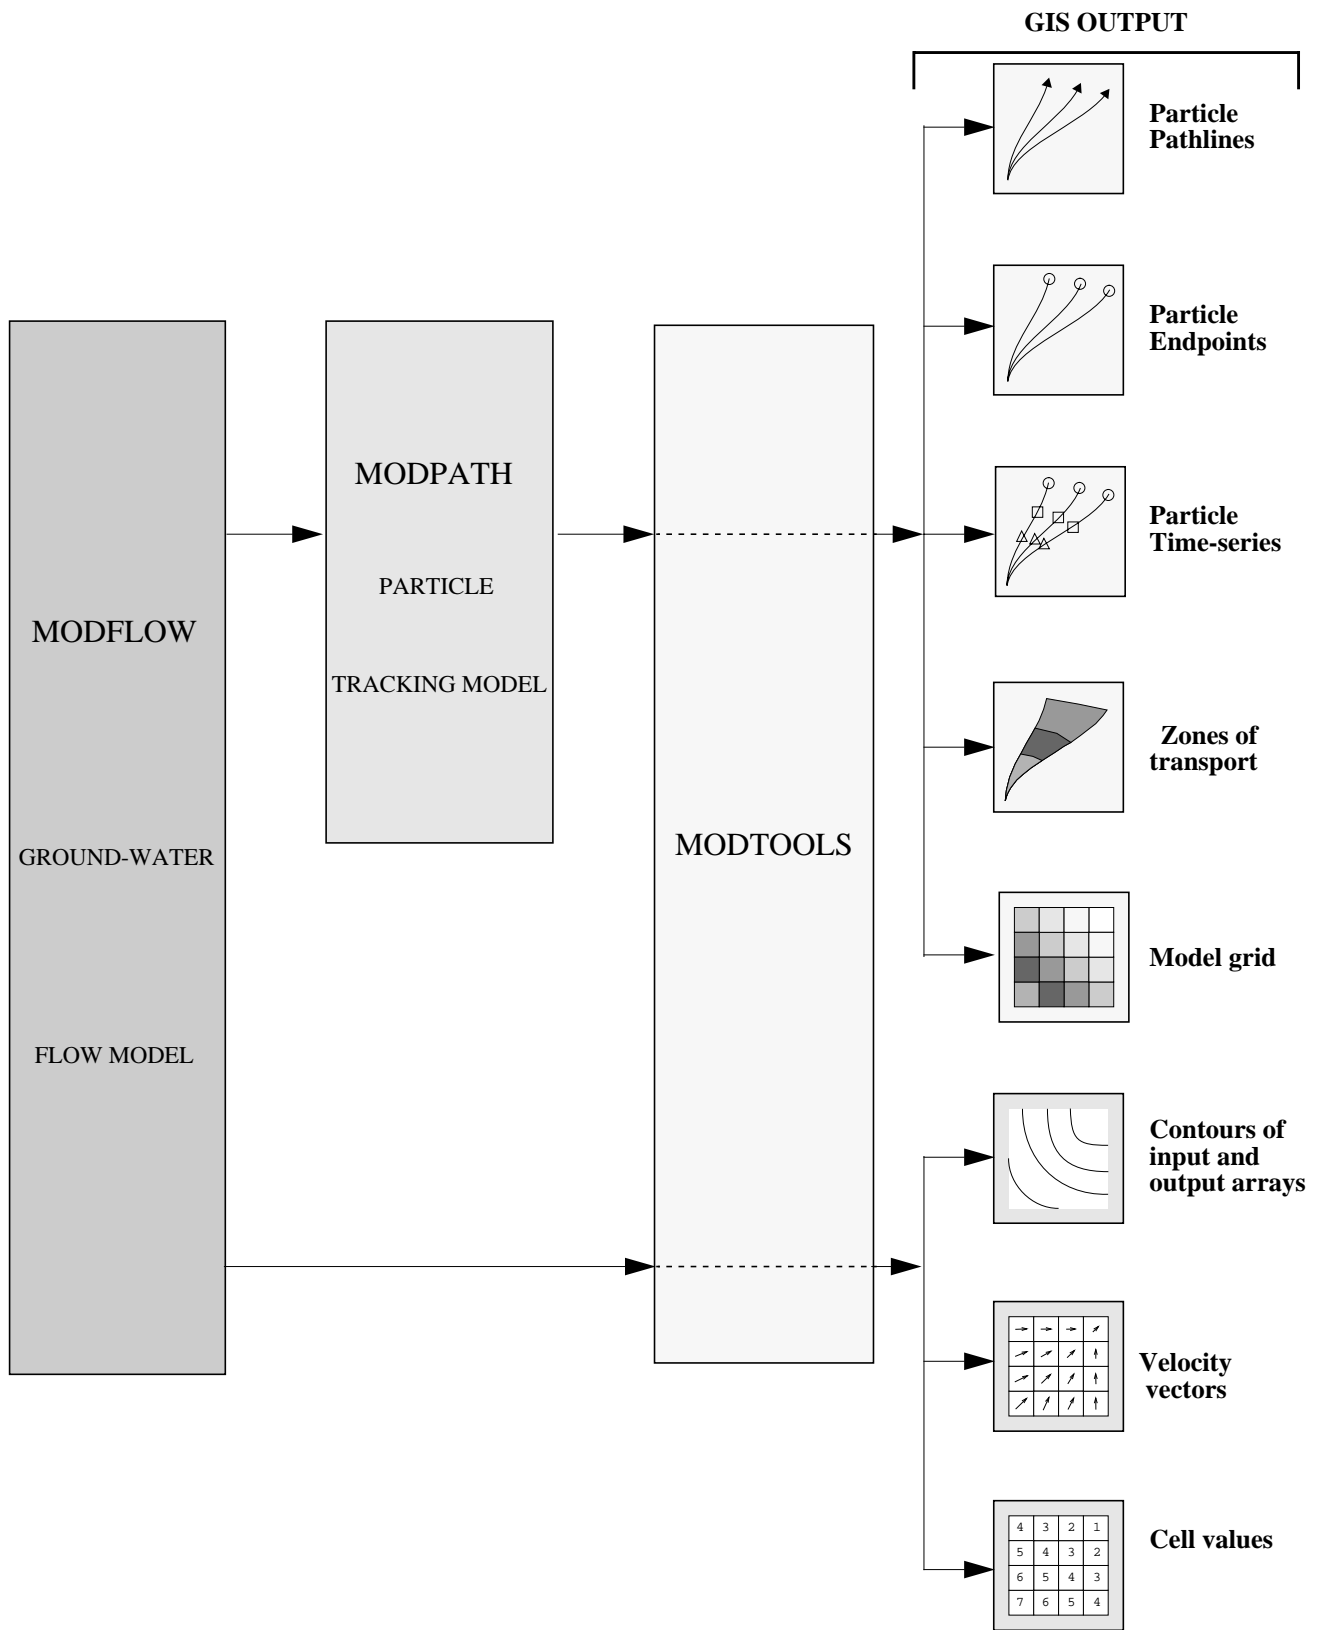 GIS OUTPUT
Particle
Pathlines
Particle
Endpoints
MODPATH
Particle
Time-series
PARTICLE
MODFLOW
TRACKING MODEL
Zones of
transport
MODTOOLS
GROUND-WATER
Model grid
FLOW MODEL
Contours of
input and
output arrays
Velocity
vectors
4 3 2 1
5 4 3 2
6 5 4 3
7 6 5 4
Cell values